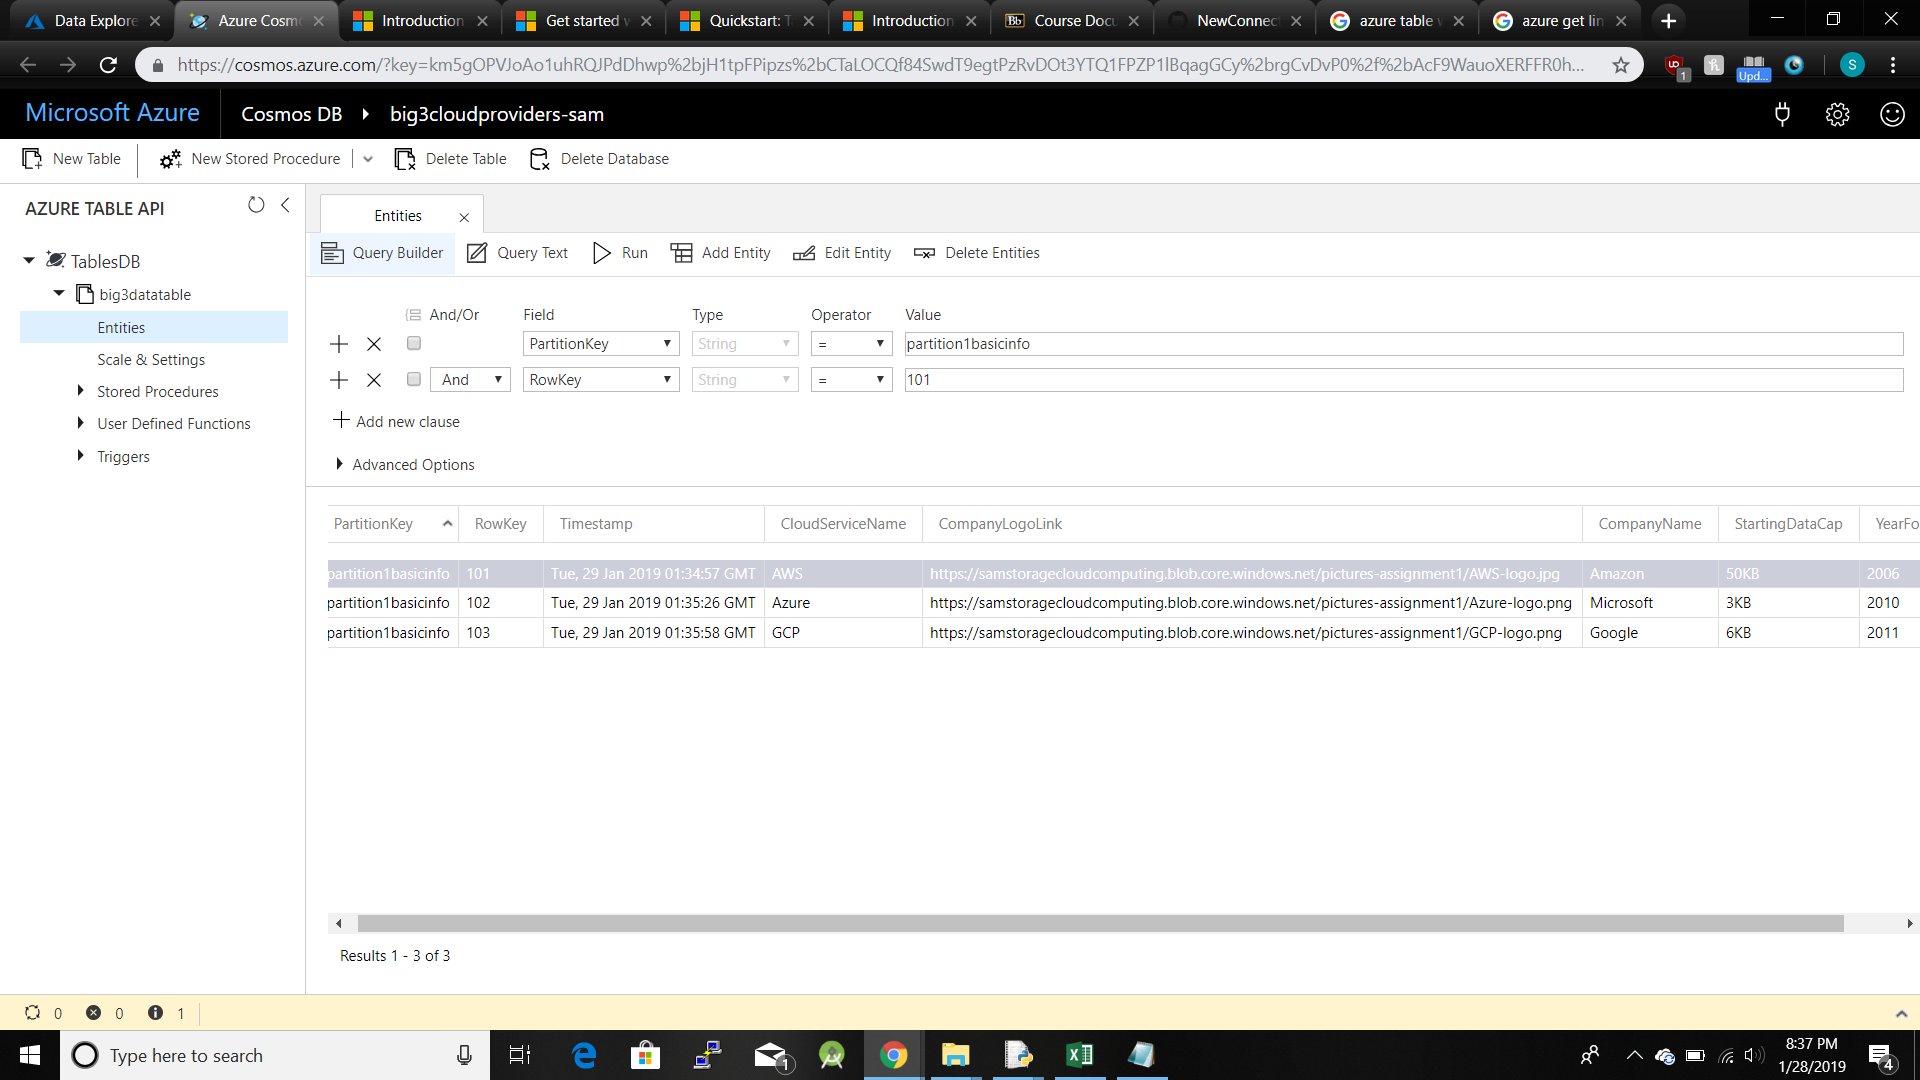 Data Explore
Azure Cosmo
Introduction
Get started w
Quickstart: T
Introduction
Bb
Course Docu
NewConnect
azure table v
azure get lin
https://cosmos.azure.com/?key=km5gOPVJoAo1uhRQJPdDhwp%2bjH1tpFPipzs%2bCTaLOCQf84SwdT9egtPzRvDOt3YTQ1FPZP1lBqagGCy%2brgCvDvP0%2f%2bAcF9WauoXERFFR0h...
1
Upd...
S
Microsoft Azure
Cosmos DB
big3cloudproviders-sam
New Table
New Stored Procedure
Delete Table
Delete Database
AZURE TABLE API
Entities
Query Builder
Query Text
Run
Add Entity
Edit Entity
Delete Entities
TablesDB
big3datatable
Entities
Scale & Settings
Stored Procedures
User Defined Functions
Triggers
And/Or Field Type Operator Value
PartitionKey String = partition1basicinfo
And RowKey String = 101
Add new clause
Advanced Options
PartitionKey RowKey Timestamp CloudServiceName CompanyLogoLink CompanyName StartingDataCap YearFo
partition1basicinfo 101 Tue, 29 Jan 2019 01:34:57 GMT AWS https://samstoragecloudcomputing.blob.core.windows.net/pictures-assignment1/AWS-logo.jpg Amazon 50KB 2006
partition1basicinfo 102 Tue, 29 Jan 2019 01:35:26 GMT Azure https://samstoragecloudcomputing.blob.core.windows.net/pictures-assignment1/Azure-logo.png Microsoft 3KB 2010
partition1basicinfo 103 Tue, 29 Jan 2019 01:35:58 GMT GCP https://samstoragecloudcomputing.blob.core.windows.net/pictures-assignment1/GCP-logo.png Google 6KB 2011
Results 1 - 3 of 3
0 0 1
Type here to search
1
8:37 PM
1/28/2019
4